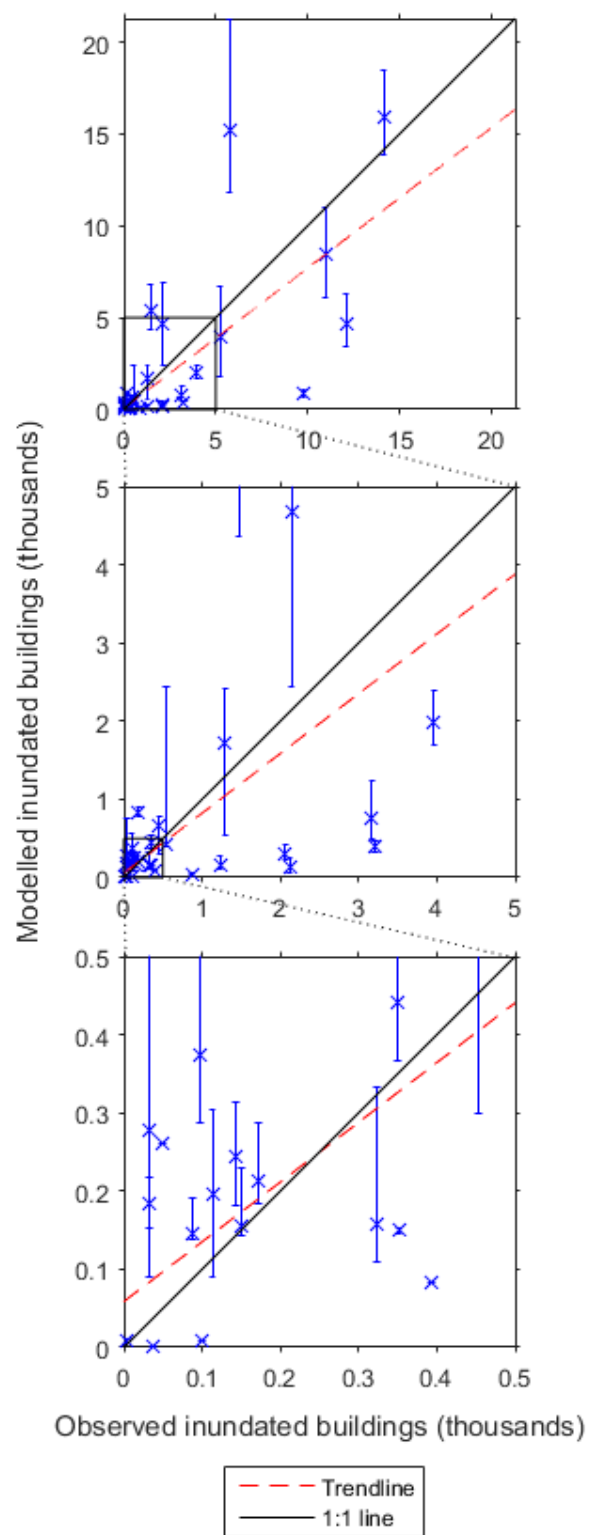 20
15
10
5
0
0 5 10 15 20
Modelled inundated buildings (thousands)
5
4
3
2
1
0
0 1 2 3 4 5
0.5
0.4
0.3
0.2
0.1
0
0 0.1 0.2 0.3 0.4 0.5
Observed inundated buildings (thousands)
Trendline
1:1 line